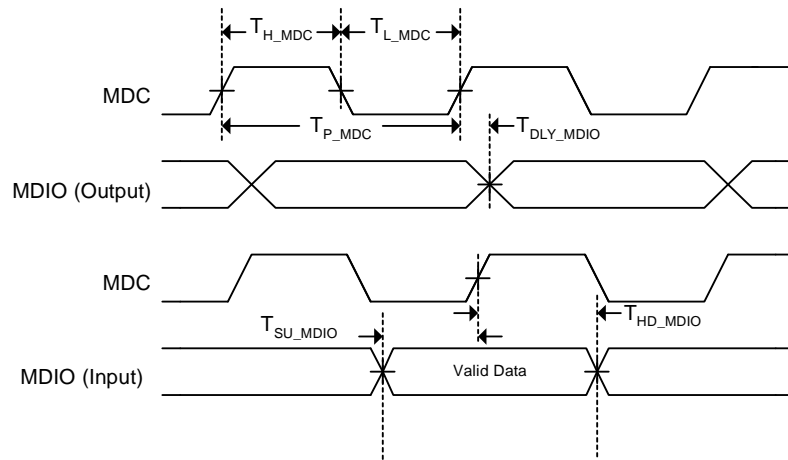 T_H_MDC T_L_MDC
MDC
T_P_MDC T_DLY_MDIO
MDIO (Output)
MDC
T_SU_MDIO T_HD_MDIO
MDIO (Input) Valid Data